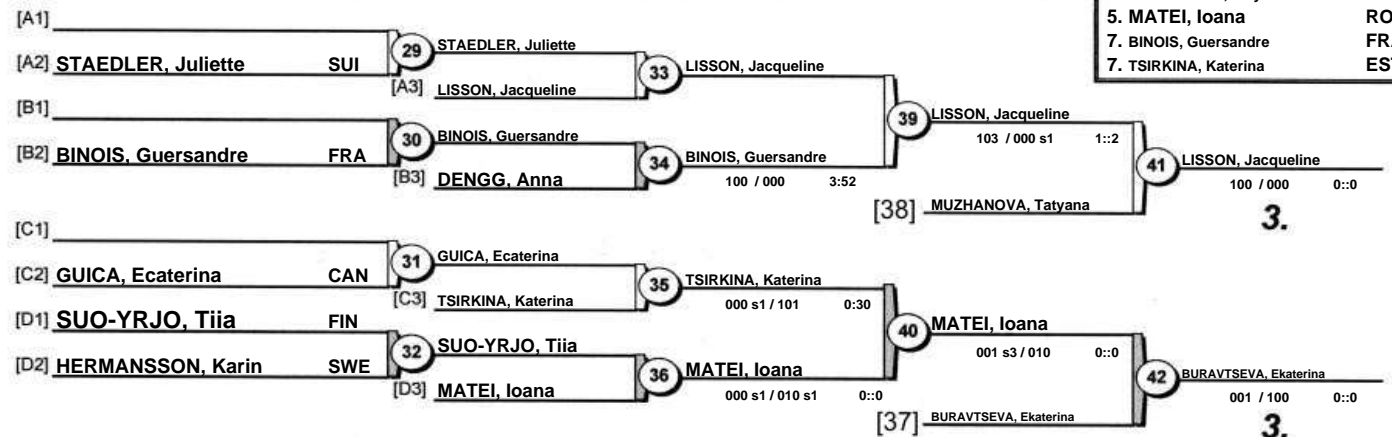 [A1]
[A2] STAEDLER, Juliette SUI
29
STAEDLER, Juliette
[A3] LISSON, Jacqueline
33
LISSON, Jacqueline
[B1]
[B2] BINOIS, Guersandre FRA
30
BINOIS, Guersandre
[B3] DENGG, Anna
34
BINOIS, Guersandre
100 / 000 3:52
39
LISSON, Jacqueline
103 / 000 s1 1::2
[38] MUZHANOVA, Tatyana
41
LISSON, Jacqueline
100 / 000 0::0
3.
[C1]
[C2] GUICA, Ecaterina CAN
31
GUICA, Ecaterina
[C3] TSIRKINA, Katerina
35
TSIRKINA, Katerina
000 s1 / 101 0:30
[D1] SUO-YRJO, Tiia FIN
[D2] HERMANSSON, Karin SWE
32
SUO-YRJO, Tiia
[D3] MATEI, Ioana
36
MATEI, Ioana
000 s1 / 010 s1 0::0
40
MATEI, Ioana
001 s3 / 010 0::0
[37] BURAVTSEVA, Ekaterina
42
BURAVTSEVA, Ekaterina
001 / 100 0::0
3.
5. MATEI, Ioana RO
7. BINOIS, Guersandre FRA
7. TSIRKINA, Katerina EST